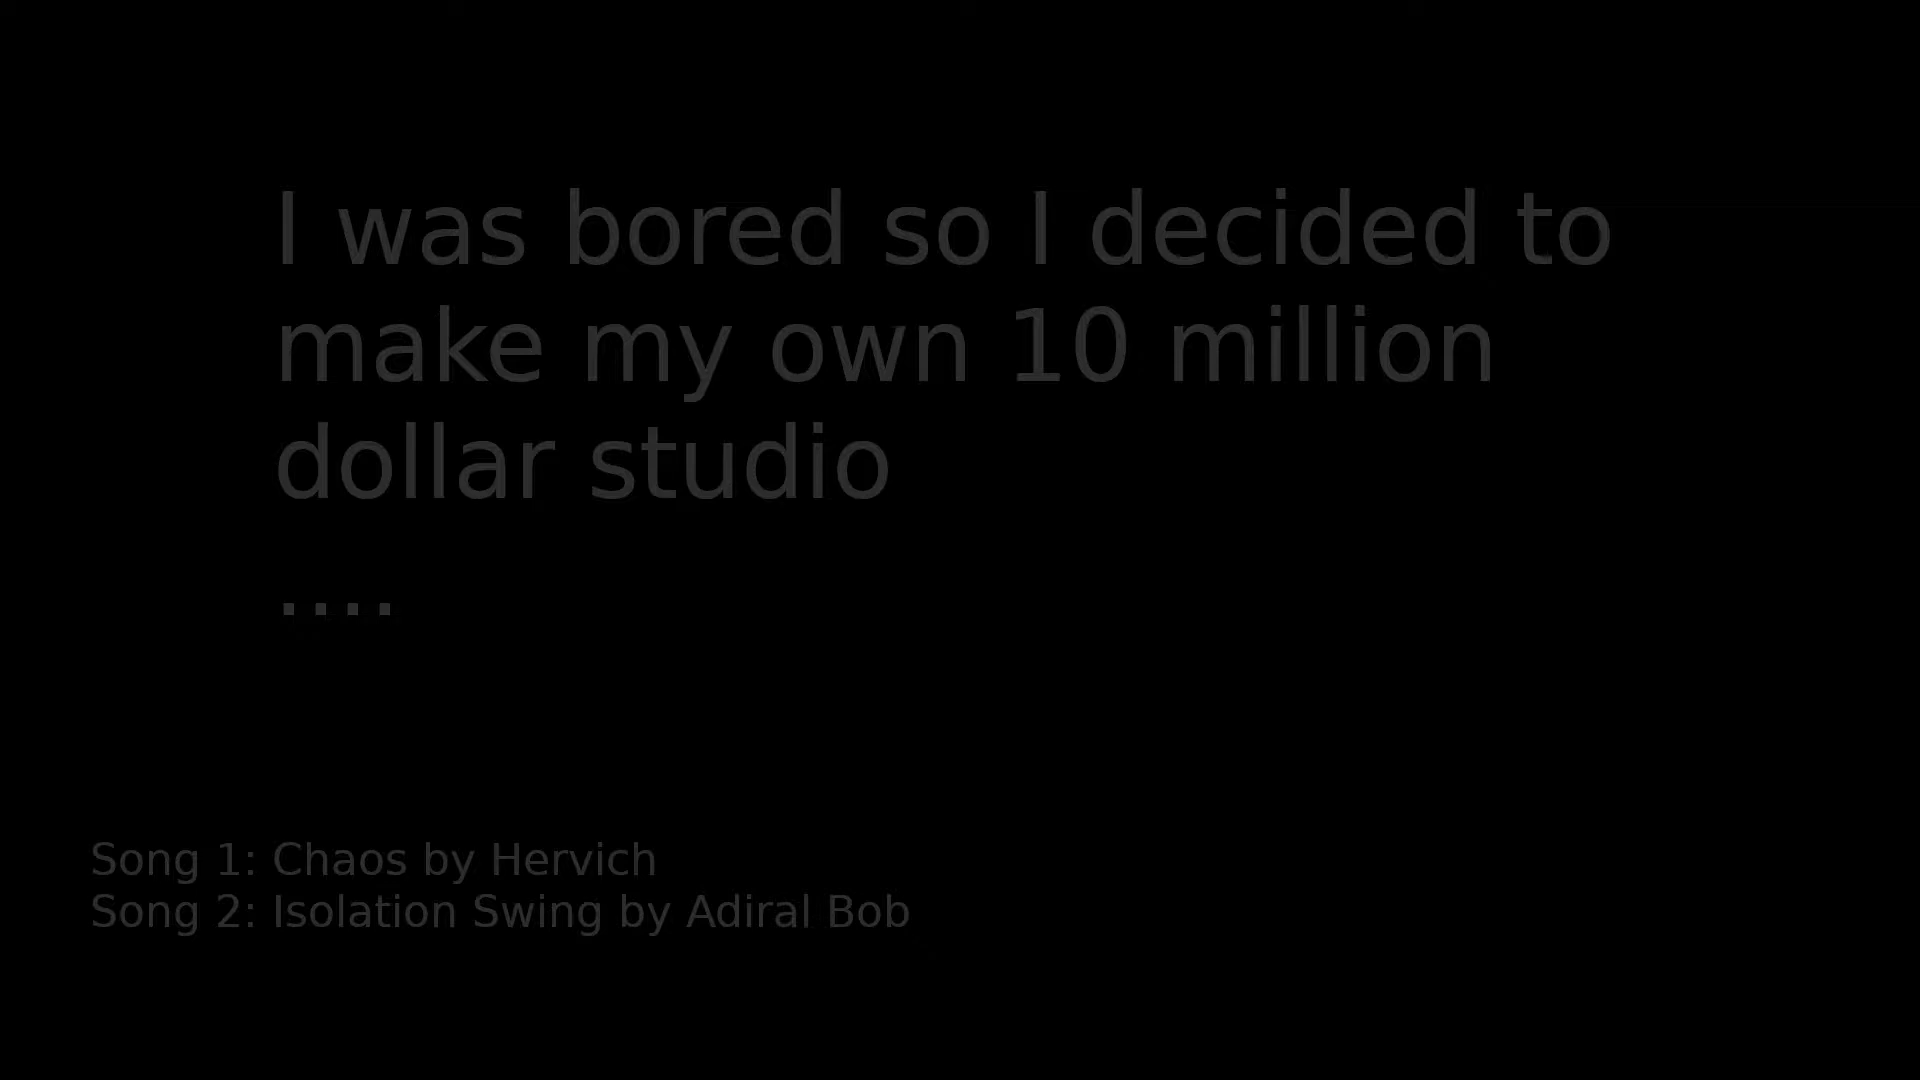 I was bored so I decided to
make my own 10 million
dollar studio
....
Song 1: Chaos by Hervich
Song 2: Isolation Swing by Adiral Bob